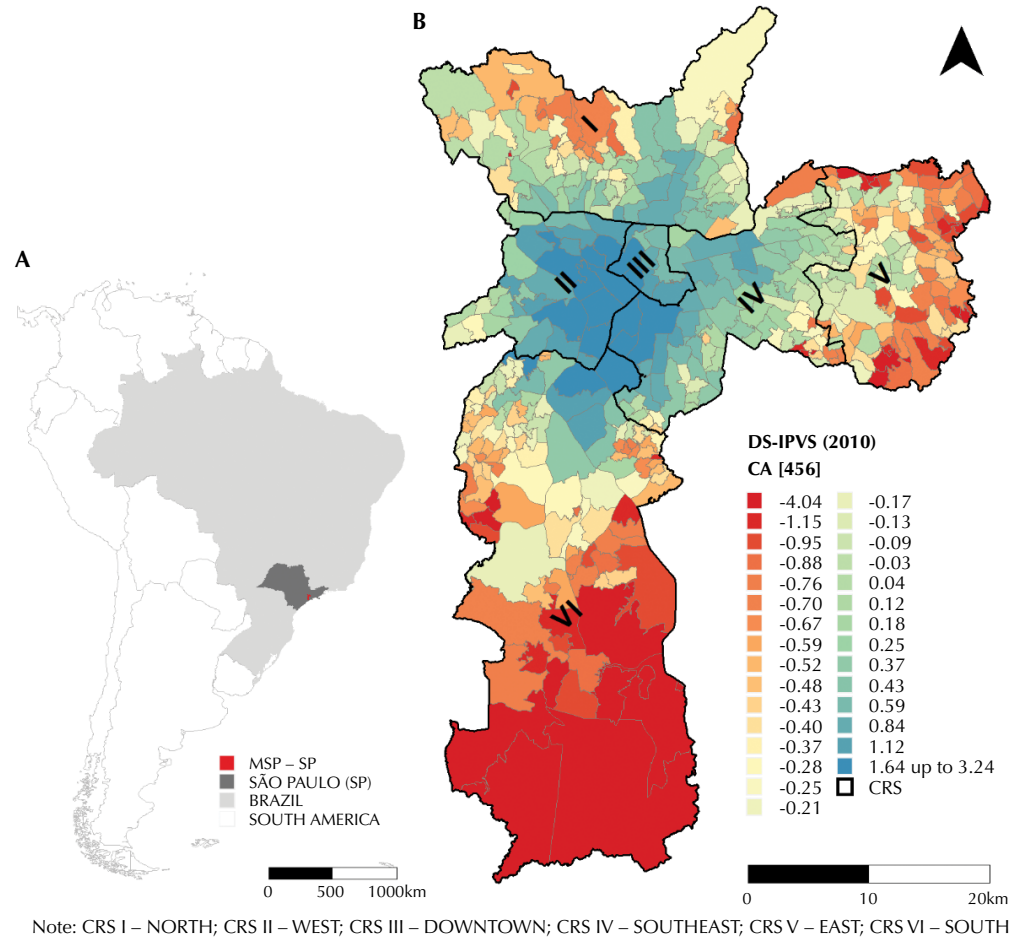 B
I
II
III
IV
V
VI
A
MSP – SP
SÃO PAULO (SP)
BRAZIL
SOUTH AMERICA
0 500 1000km
DS-IPVS (2010)
CA [456]
-4.04
-1.15
-0.95
-0.88
-0.76
-0.70
-0.67
-0.59
-0.52
-0.48
-0.43
-0.40
-0.37
-0.28
-0.25
-0.21
-0.17
-0.13
-0.09
-0.03
0.04
0.12
0.18
0.25
0.37
0.43
0.59
0.84
1.12
1.64 up to 3.24
CRS
0 10 20km
Note: CRS I – NORTH; CRS II – WEST; CRS III – DOWNTOWN; CRS IV – SOUTHEAST; CRS V – EAST; CRS VI – SOUTH